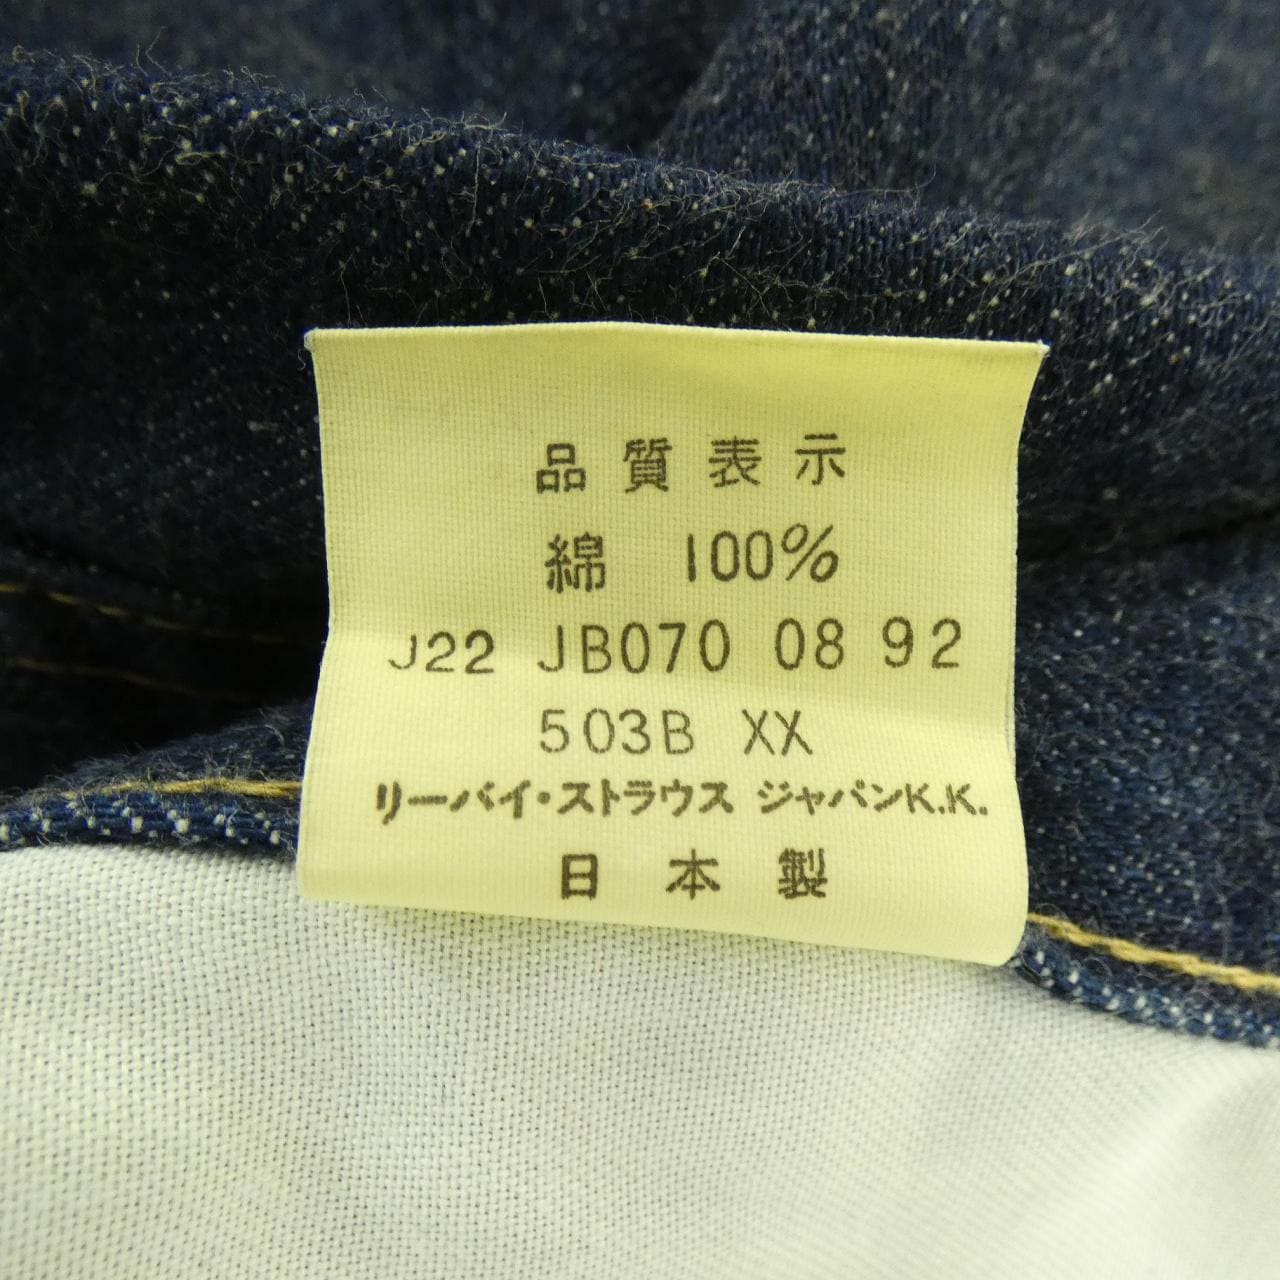 品質表示
綿 100%
J22 JB070 08 92
503B XX
リーバイ・ストラウス ジャパンK.K.
日本製